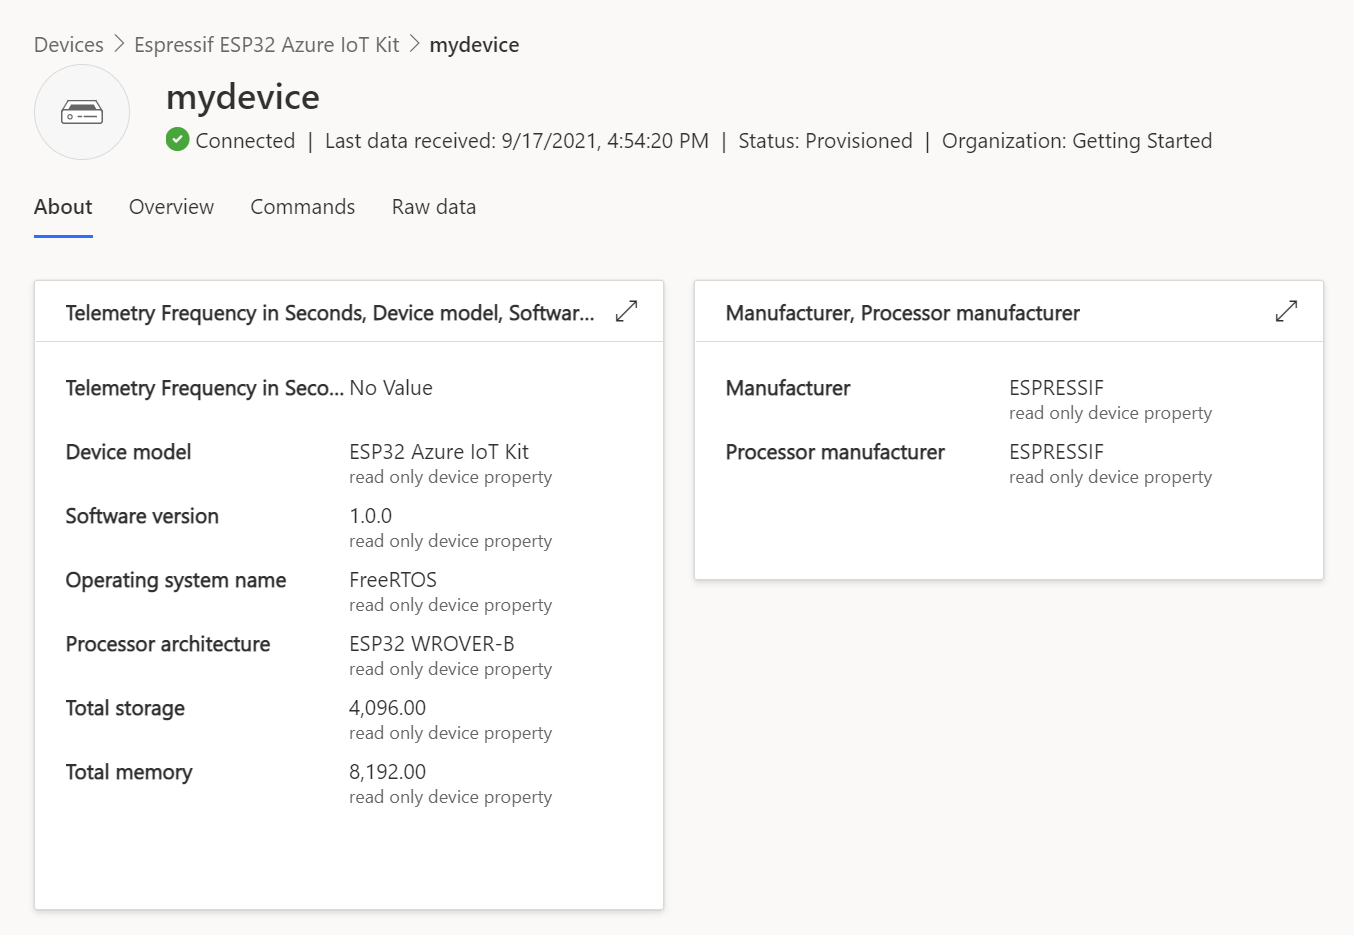 Devices > Espressif ESP32 Azure IoT Kit > mydevice
mydevice
Connected | Last data received: 9/17/2021, 4:54:20 PM | Status: Provisioned | Organization: Getting Started
About Overview Commands Raw data
Telemetry Frequency in Seconds, Device model, Softwar...
Telemetry Frequency in Seco... No Value
Device model ESP32 Azure IoT Kit
read only device property
Software version 1.0.0
read only device property
Operating system name FreeRTOS
read only device property
Processor architecture ESP32 WROVER-B
read only device property
Total storage 4,096.00
read only device property
Total memory 8,192.00
read only device property
Manufacturer, Processor manufacturer
Manufacturer ESPRESSIF
read only device property
Processor manufacturer ESPRESSIF
read only device property